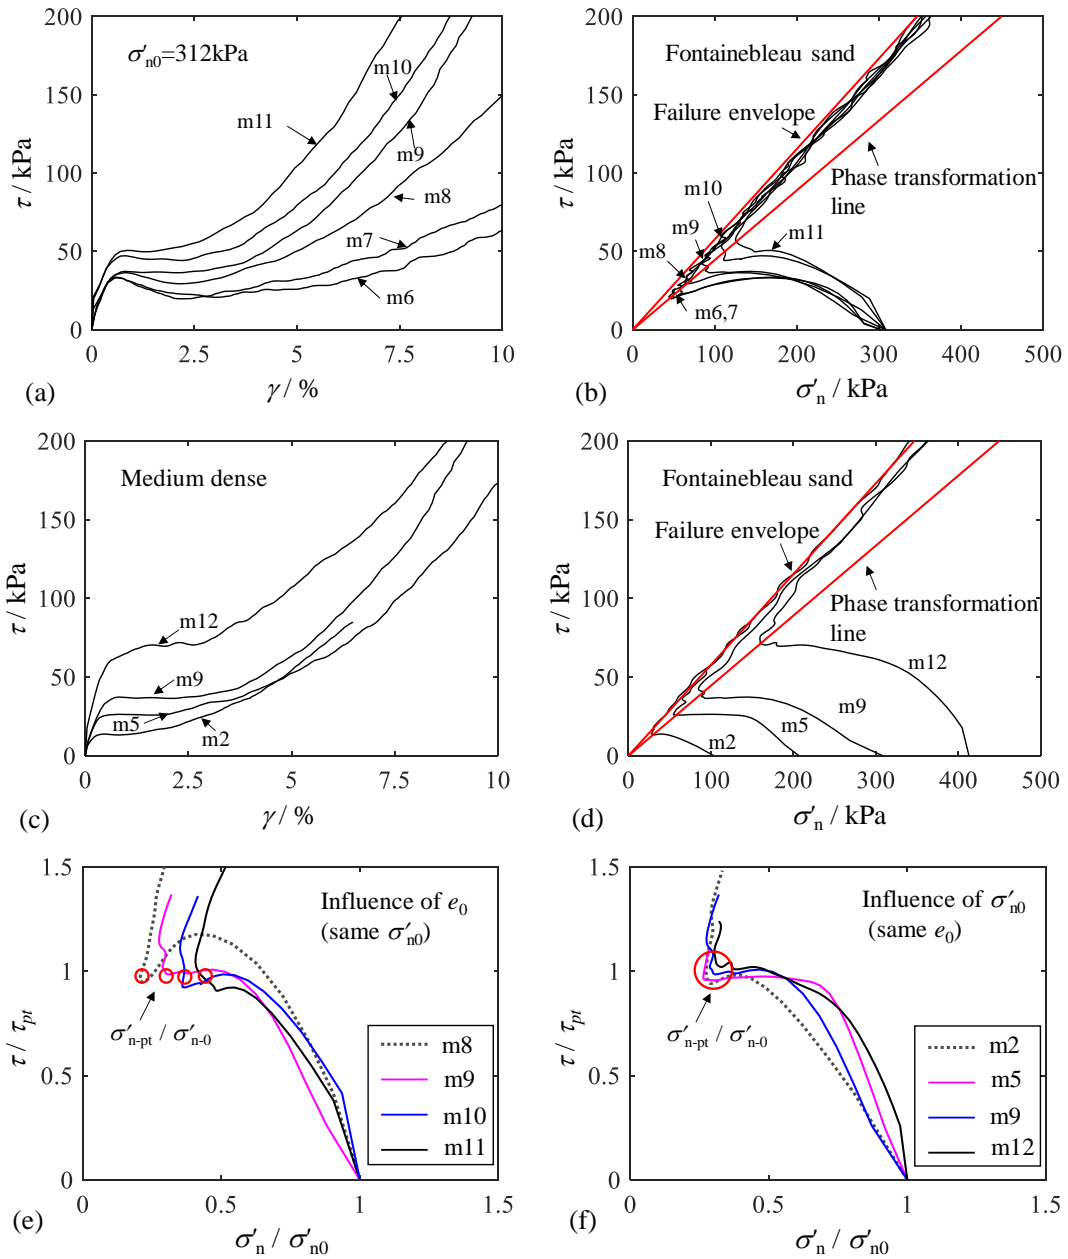 200
150
100
50
0
τ / kPa
σ′n0=312kPa
m11
m10
m9
m8
m7
m6
0
2.5
5
7.5
10
(a)
γ / %
200
150
100
50
0
τ / kPa
Fontainebleau sand
Failure envelope
Phase transformation
line
m10
m9
m8
m11
m6,7
0
100
200
300
400
500
(b)
σ′n / kPa
200
150
100
50
0
τ / kPa
Medium dense
m12
m9
m5
m2
0
2.5
5
7.5
10
(c)
γ / %
200
150
100
50
0
τ / kPa
Fontainebleau sand
Failure envelope
Phase transformation
line
m12
m9
m5
m2
0
100
200
300
400
500
(d)
σ′n / kPa
1.5
1
0.5
0
τ / τpt
Influence of e0
(same σ′n0)
σ′n-pt / σ′n-0
m8
m9
m10
m11
0
0.5
1
1.5
(e)
σ′n / σ′n0
1.5
1
0.5
0
τ / τpt
Influence of σ′n0
(same e0)
σ′n-pt / σ′n-0
m2
m5
m9
m12
0
0.5
1
1.5
(f)
σ′n / σ′n0